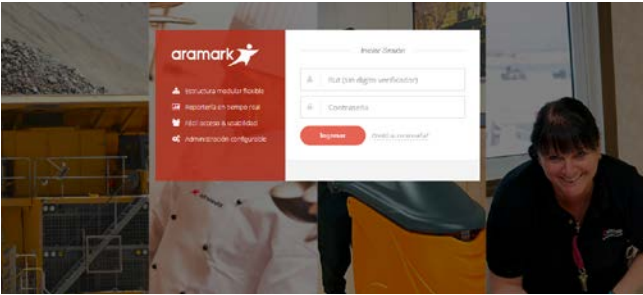 aramark
Estructura modular flexible
Reportería en tiempo real
Fácil acceso & usabilidad
Administración configurable
Iniciar Sesión
Rut (sin digito verificador)
Contraseña
Ingresar
¿Olvidó su contraseña?
aramark